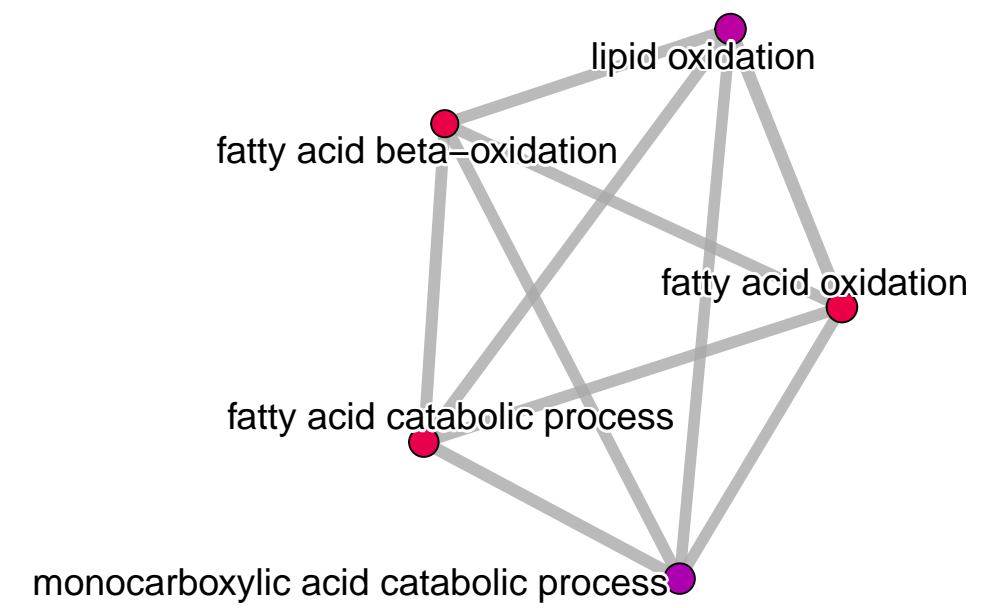 lipid oxidation
fatty acid beta−oxidation
fatty acid oxidation
fatty acid catabolic process
monocarboxylic acid catabolic process